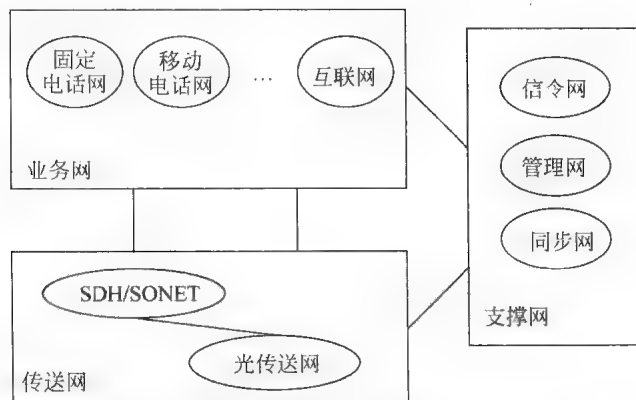 固定
电话网
移动
电话网
…
互联网
业务网
信令网
管理网
同步网
支撑网
SDH/SONET
光传送网
传送网